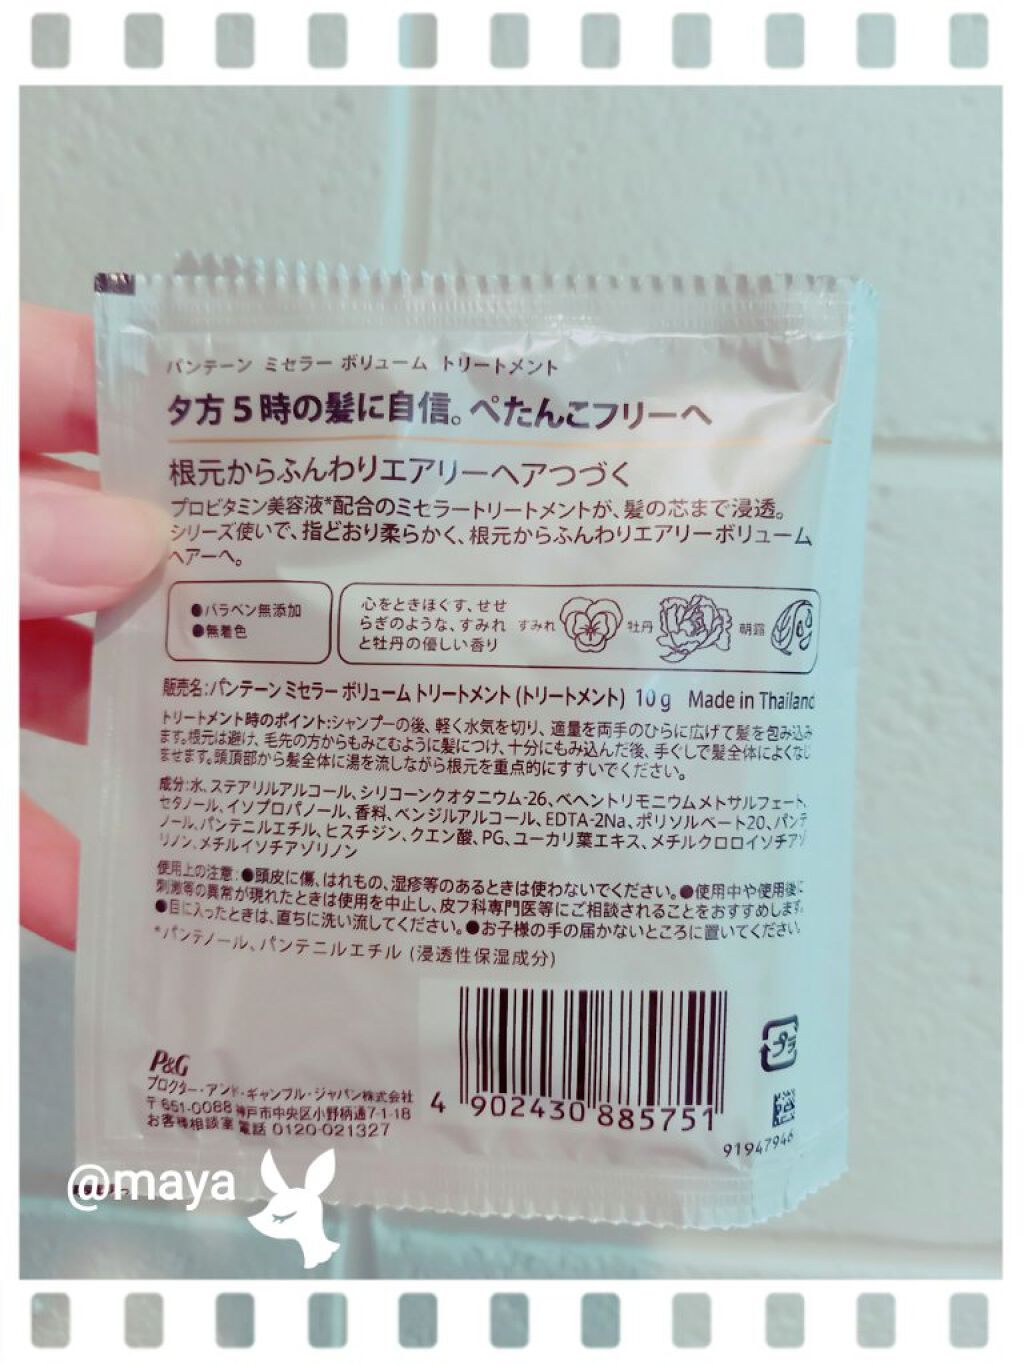 パンテーン ミセラー ボリューム トリートメント
夕方5時の髪に自信。ぺたんこフリーへ
根元からふんわりエアリーヘアつづく
プロビタミン美容液*配合のミセラートリートメントが、髪の芯まで浸透。
シリーズ使いで、指どおり柔らかく、根元からふんわりエアリーボリューム
ヘアーへ。
●パラベン無添加
●無着色
心をときほぐす、せせ
らぎのような、すみれ
と牡丹の優しい香り
すみれ 牡丹 朝露
販売名:パンテーン ミセラー ボリューム トリートメント (トリートメント) 10g Made in Thailand
トリートメント時のポイント:シャンプーの後、軽く水気を切り、適量を両手のひらに広げて髪を包み込み
ます。根元は避け、毛先の方からもみこむように髪につけ、十分にもみ込んだ後、手ぐしで髪全体によくなじ
ませます。頭頂部から髪全体に湯を流しながら根元を重点的にすすいでください。
成分:水、ステアリルアルコール、シリコーンクオタニウム-26、ベヘントリモニウムメトサルフェート、
セタノール、イソプロパノール、香料、ベンジルアルコール、EDTA-2Na、ポリソルベート20、パンテ
ノール、パンテニルエチル、ヒスチジン、クエン酸、PG、ユーカリ葉エキス、メチルクロロイソチアゾ
リノン、メチルイソチアゾリノン
使用上の注意:●頭皮に傷、はれもの、湿疹等のあるときは使わないでください。●使用中や使用後に
刺激等の異常が現れたときは使用を中止し、皮フ科専門医等にご相談されることをおすすめします。
●目に入ったときは、直ちに洗い流してください。●お子様の手の届かないところに置いてください。
*パンテノール、パンテニルエチル (浸透性保湿成分)
P&G
プロクター・アンド・ギャンブル・ジャパン株式会社
〒651-0088 神戸市中央区小野柄通7-1-18
お客様相談室 電話 0120-021327
4 902430 885751
プラ
91947946
@maya